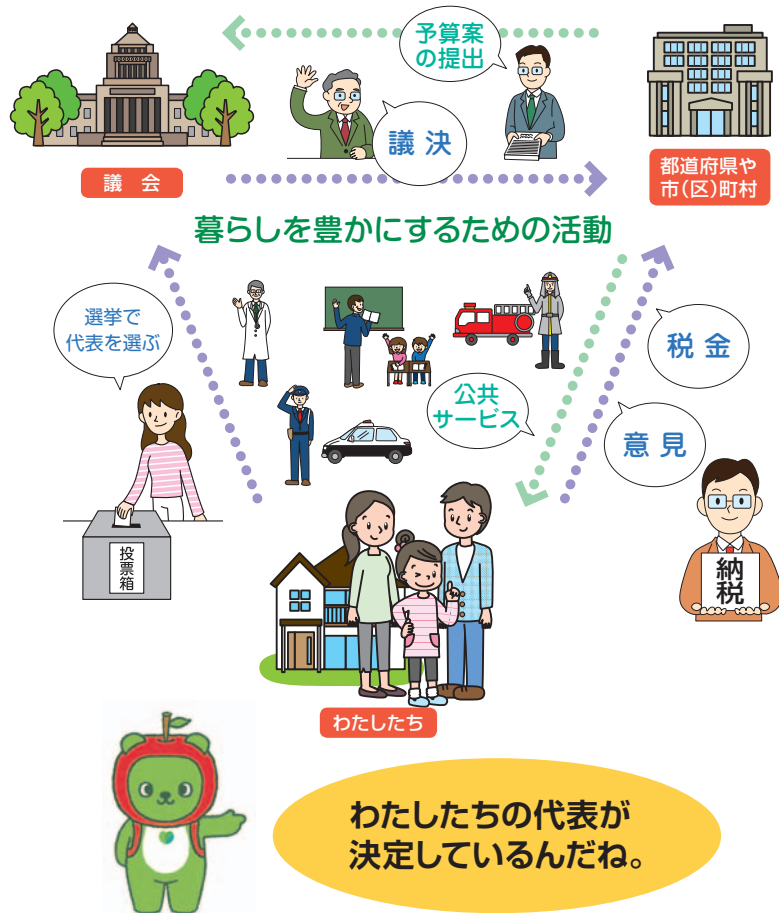 予算案
の提出
議決
議会
都道府県や
市(区)町村
暮らしを豊かにするための活動
選挙で
代表を選ぶ
税金
公共
サービス
意見
投票箱
納税
わたしたち
わたしたちの代表が
決定しているんだね。